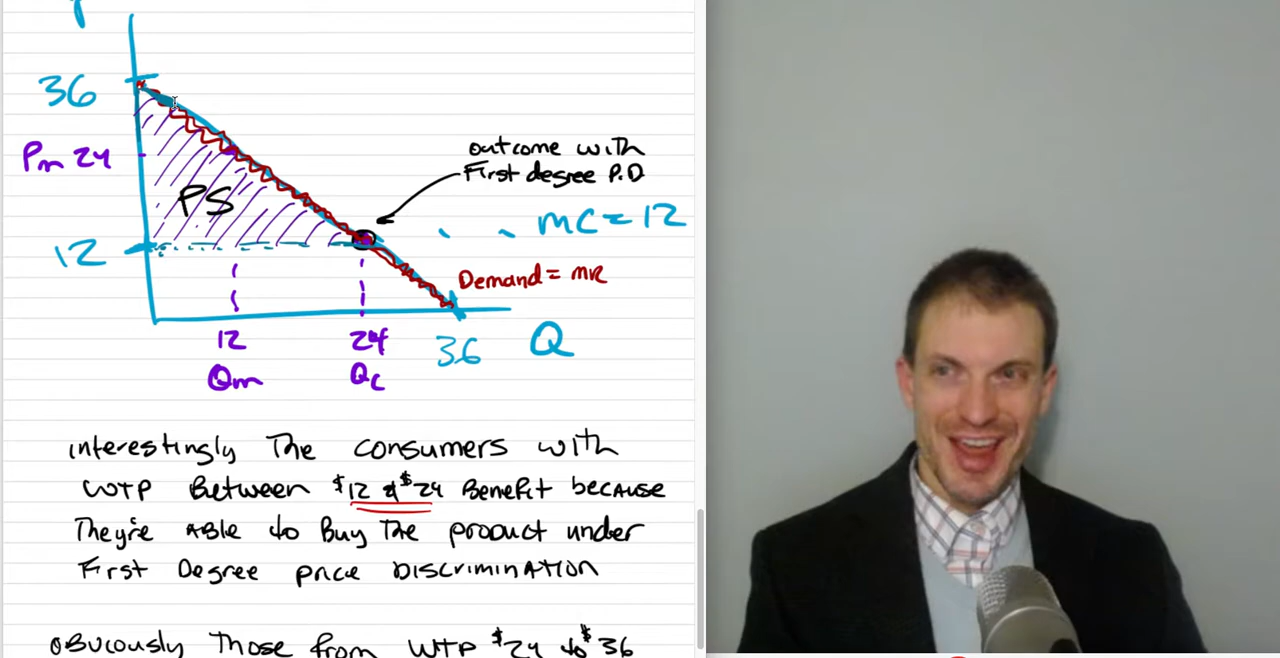 36
Pm 24
12
PS
outcome with
First degree P.D
MC = 12
Demand = MR
12
24
36
Q
Qm
Qc
interestingly The consumers with
WTP Between $12 & $24 Benefit because
They're Able to Buy The product under
First Degree price DISCRIMINATION
obvcously Those from WTP $24 to $36